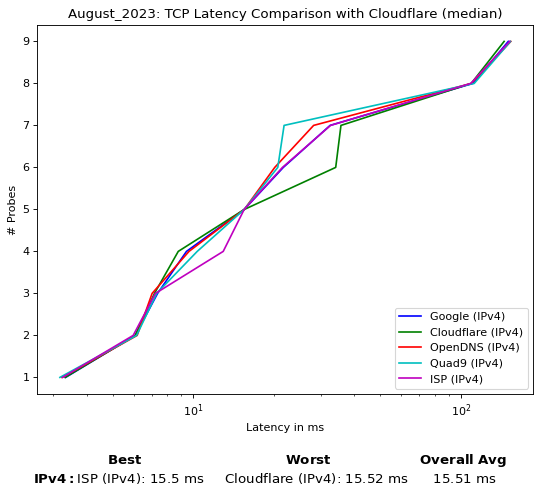 August_2023: TCP Latency Comparison with Cloudflare (median)
9
8
7
6
5
4
3
2
1
# Probes
Google (IPv4)
Cloudflare (IPv4)
OpenDNS (IPv4)
Quad9 (IPv4)
ISP (IPv4)
10¹ 10²
Latency in ms
Best Worst Overall Avg
IPv4: ISP (IPv4): 15.5 ms Cloudflare (IPv4): 15.52 ms 15.51 ms